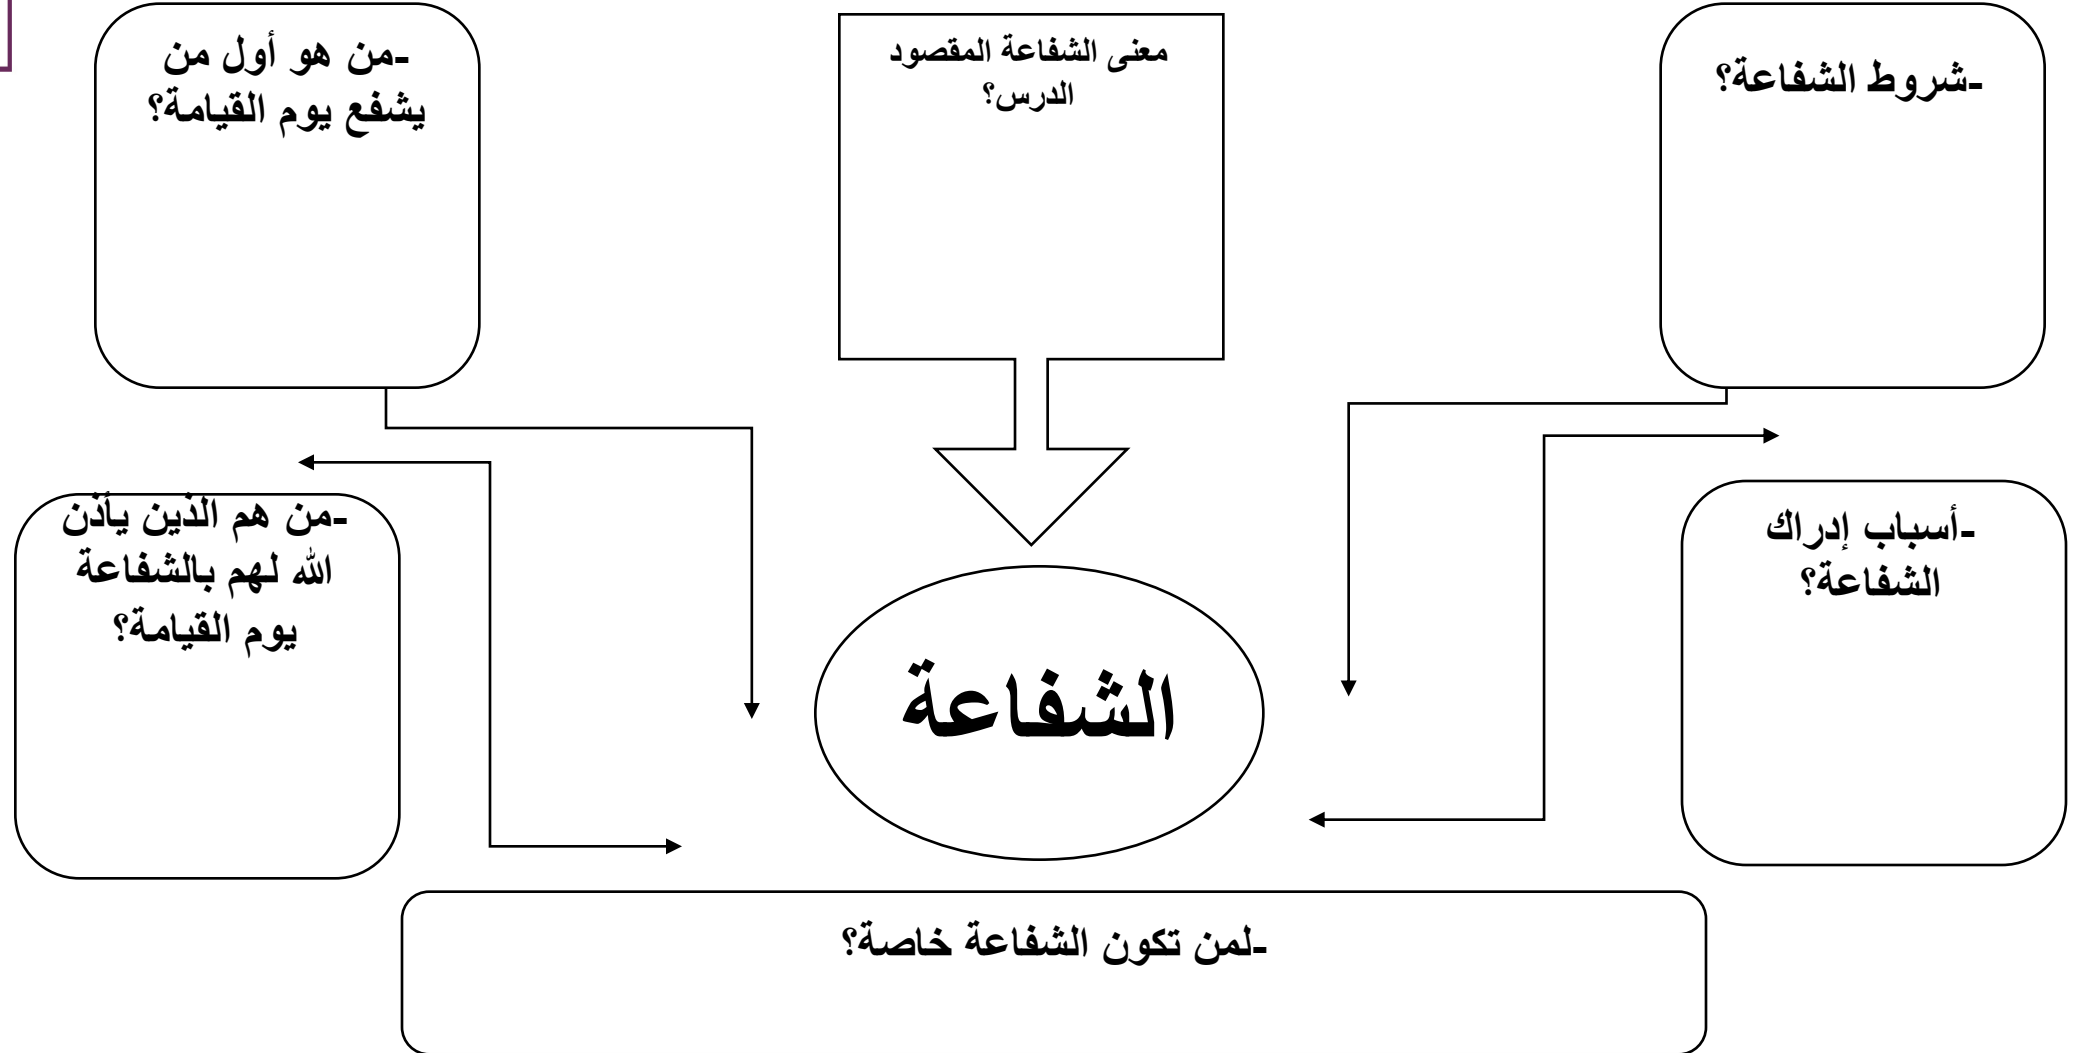 -شروط الشفاعة؟
معنى الشفاعة المقصود
الدرس؟
-من هو أول من
يشفع يوم القيامة؟
-أسباب إدراك
الشفاعة؟
-من هم الذين يأذن
الله لهم بالشفاعة
يوم القيامة؟
الشفاعة
-لمن تكون الشفاعة خاصة؟